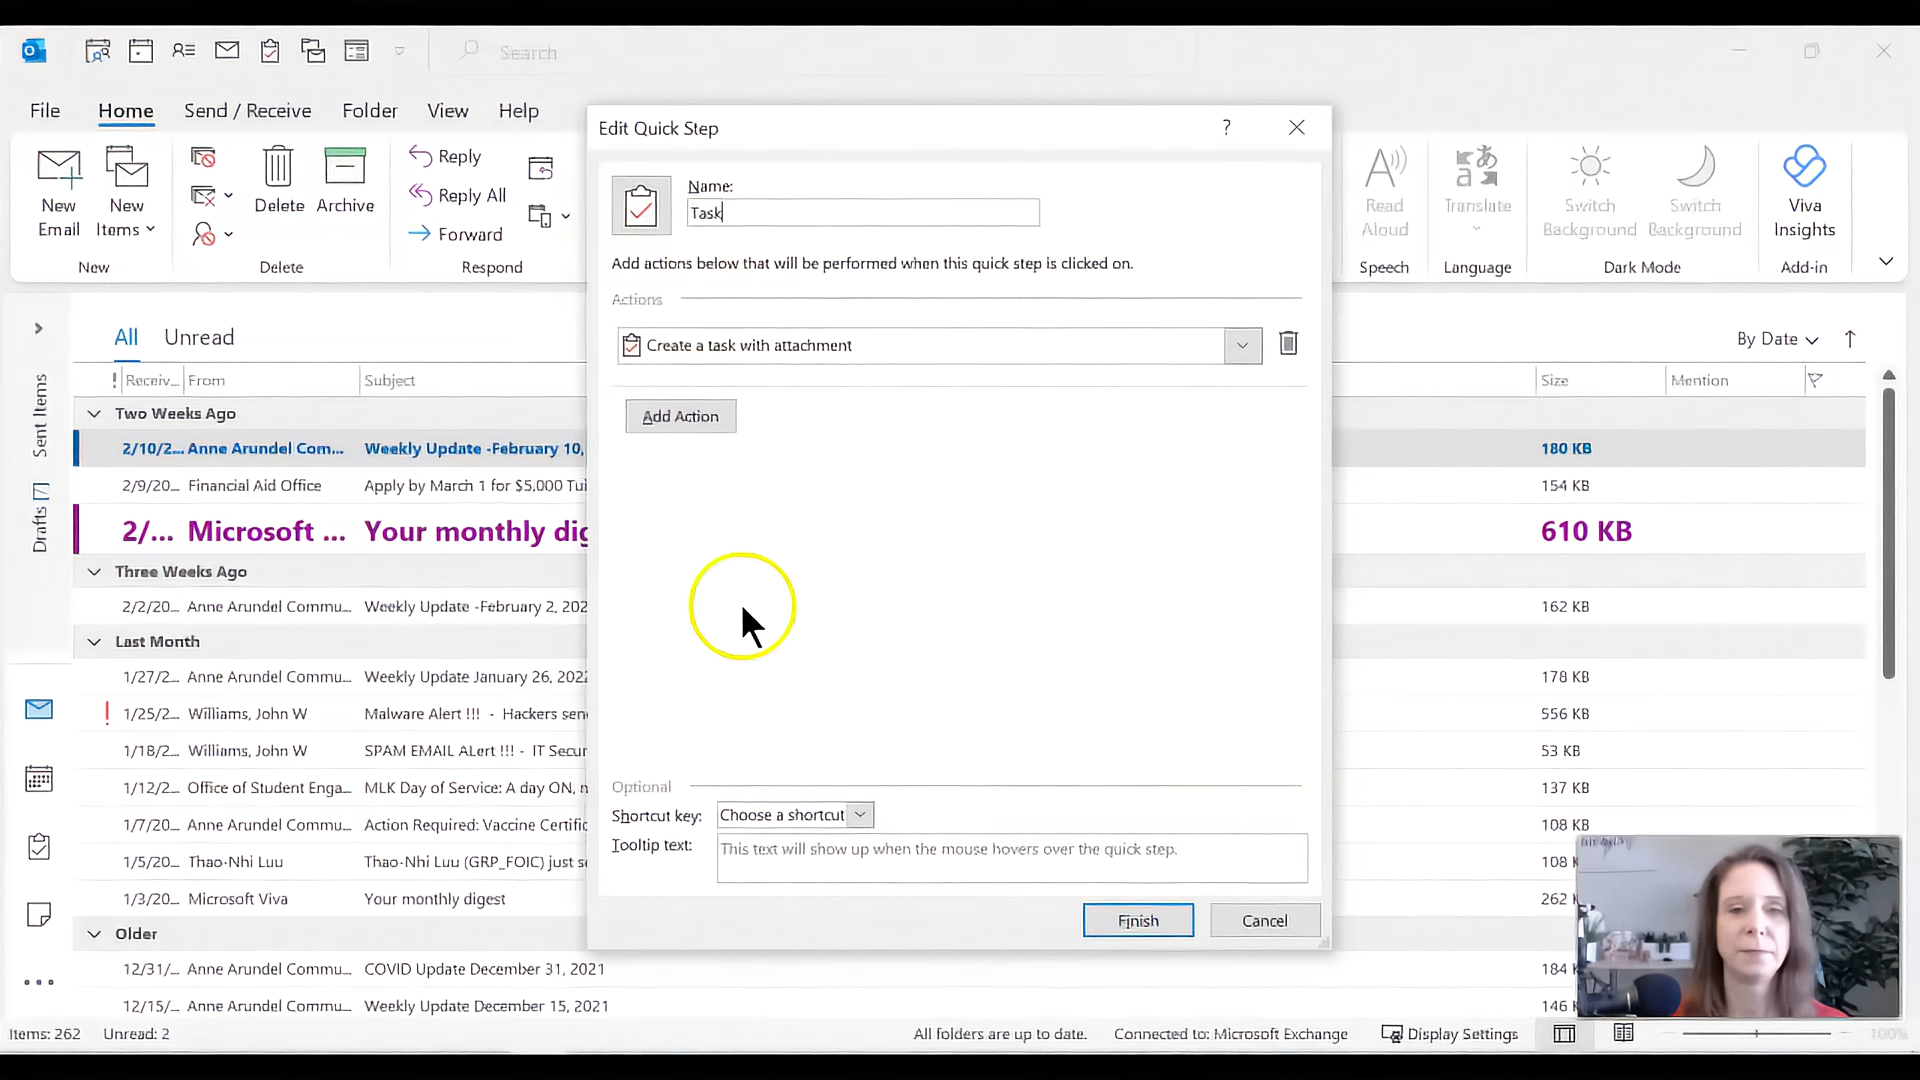 Search
File Home Send / Receive Folder View Help
New Email
New Items
New
Delete
Archive
Delete
Reply
Reply All
Forward
Respond
Read Aloud
Speech
Translate
Language
Switch Background
Switch Background
Dark Mode
Viva Insights
Add-in
Edit Quick Step ?
Name:
Task
Add actions below that will be performed when this quick step is clicked on.
Actions
Create a task with attachment
Add Action
Optional
Shortcut key: Choose a shortcut
Tooltip text: This text will show up when the mouse hovers over the quick step.
Finish Cancel
Sent Items
Drafts [7]
All Unread By Date
! Receiv... From Subject Size Mention
Two Weeks Ago
2/10/2... Anne Arundel Com... Weekly Update -February 10, 180 KB
2/9/20... Financial Aid Office Apply by March 1 for $5,000 Tui 154 KB
2/... Microsoft ... Your monthly dig 610 KB
Three Weeks Ago
2/2/20... Anne Arundel Commu... Weekly Update -February 2, 202 162 KB
Last Month
1/27/2... Anne Arundel Commu... Weekly Update January 26, 2022 178 KB
! 1/25/2... Williams, John W Malware Alert !!! - Hackers sen 556 KB
1/18/2... Williams, John W SPAM EMAIL ALert !!! - IT Secur 53 KB
1/12/2... Office of Student Enga... MLK Day of Service: A day ON, n 137 KB
1/7/20... Anne Arundel Commu... Action Required: Vaccine Certific 108 KB
1/5/20... Thao-Nhi Luu Thao-Nhi Luu (GRP_FOIC) just s 108
1/3/20... Microsoft Viva Your monthly digest 262
Older
12/31/... Anne Arundel Commu... COVID Update December 31, 2021 184
12/15/... Anne Arundel Commu... Weekly Update December 15, 2021 146
Items: 262 Unread: 2 All folders are up to date. Connected to: Microsoft Exchange Display Settings 100%